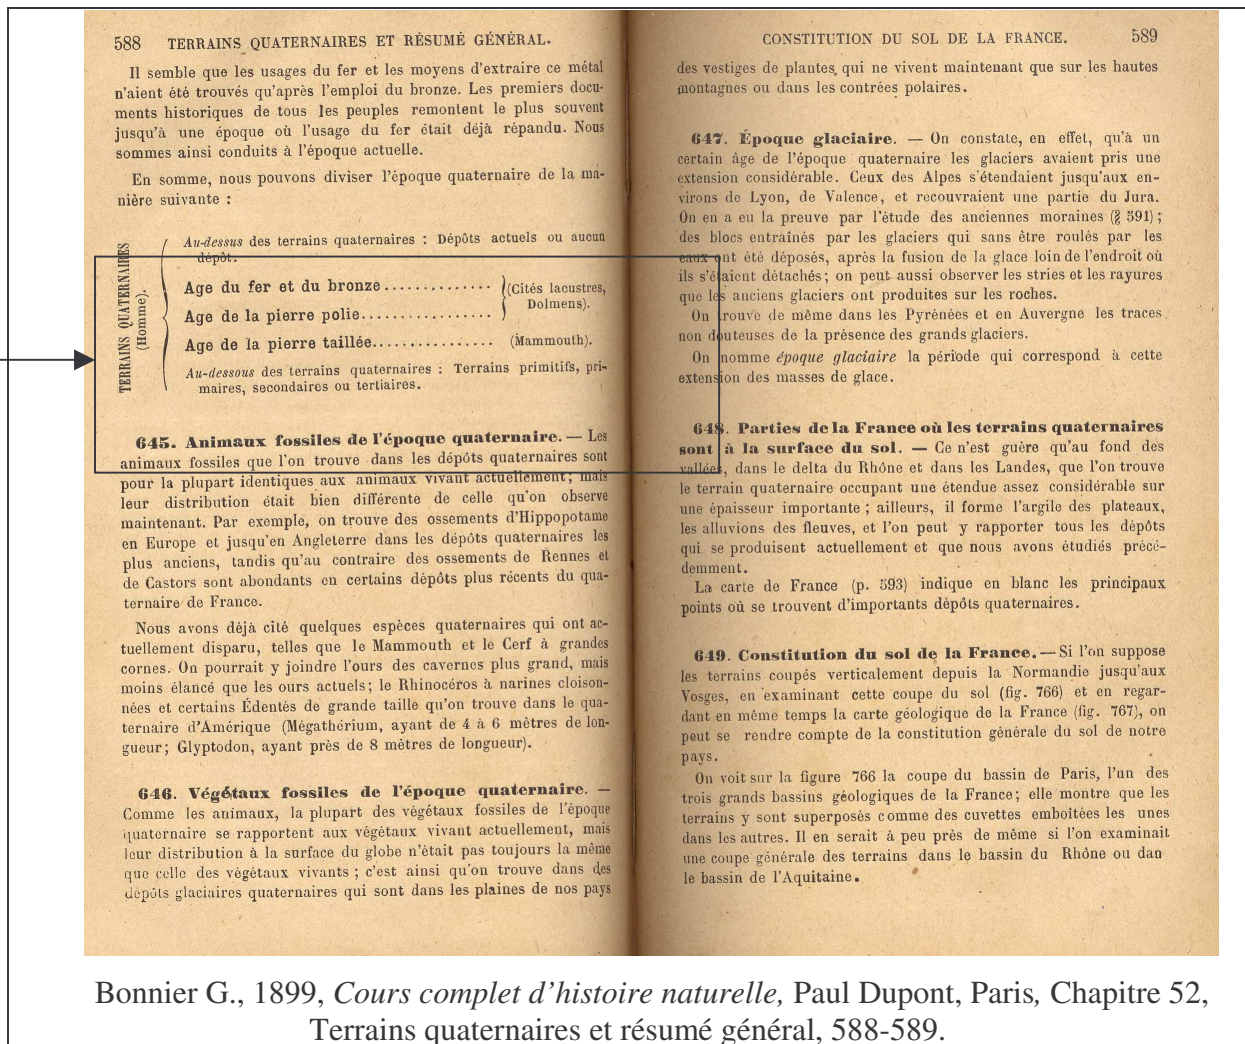 588 TERRAINS QUATERNAIRES ET RÉSUMÉ GÉNÉRAL.
Il semble que les usages du fer et les moyens d'extraire ce métal
n'aient été trouvés qu'après l'emploi du bronze. Les premiers docu-
ments historiques de tous les peuples remontent le plus souvent
jusqu'à une époque où l'usage du fer était déjà répandu. Nous
sommes ainsi conduits à l'époque actuelle.
En somme, nous pouvons diviser l'époque quaternaire de la ma-
nière suivante :
TERRAINS QUATERNAIRES
(Homme).
Au-dessus des terrains quaternaires : Dépôts actuels ou aucun
dépôt.
Age du fer et du bronze.............. (Cités lacustres,
Dolmens).
Age de la pierre polie.................
Age de la pierre taillée................ (Mammouth).
Au-dessous des terrains quaternaires : Terrains primitifs, pri-
maires, secondaires ou tertiaires.
645. Animaux fossiles de l'époque quaternaire. — Les
animaux fossiles que l'on trouve dans les dépôts quaternaires sont
pour la plupart identiques aux animaux vivant actuellement; mais
leur distribution était bien différente de celle qu'on observe
maintenant. Par exemple, on trouve des ossements d'Hippopotame
en Europe et jusqu'en Angleterre dans les dépôts quaternaires les
plus anciens, tandis qu'au contraire des ossements de Rennes et
de Castors sont abondants en certains dépôts plus récents du qua-
ternaire de France.
Nous avons déjà cité quelques espèces quaternaires qui ont ac-
tuellement disparu, telles que le Mammouth et le Cerf à grandes
cornes. On pourrait y joindre l'ours des cavernes plus grand, mais
moins élancé que les ours actuels; le Rhinocéros à narines cloison-
nées et certains Édentés de grande taille qu'on trouve dans le qua-
ternaire d'Amérique (Mégathérium, ayant de 4 à 6 mètres de lon-
gueur; Glyptodon, ayant près de 8 mètres de longueur).
646. Végétaux fossiles de l'époque quaternaire. —
Comme les animaux, la plupart des végétaux fossiles de l'époque
quaternaire se rapportent aux végétaux vivant actuellement, mais
leur distribution à la surface du globe n'était pas toujours la même
que celle des végétaux vivants ; c'est ainsi qu'on trouve dans des
dépôts glaciaires quaternaires qui sont dans les plaines de nos pays
CONSTITUTION DU SOL DE LA FRANCE. 589
des vestiges de plantes, qui ne vivent maintenant que sur les hautes
montagnes ou dans les contrées polaires.
647. Époque glaciaire. — On constate, en effet, qu'à un
certain âge de l'époque quaternaire les glaciers avaient pris une
extension considérable. Ceux des Alpes s'étendaient jusqu'aux en-
virons de Lyon, de Valence, et recouvraient une partie du Jura.
On en a eu la preuve par l'étude des anciennes moraines (§ 591) ;
des blocs entraînés par les glaciers qui sans être roulés par les
eaux ont été déposés, après la fusion de la glace loin de l'endroit où
ils s'étaient détachés; on peut aussi observer les stries et les rayures
que les anciens glaciers ont produites sur les roches.
On trouve de même dans les Pyrénées et en Auvergne les traces
non douteuses de la présence des grands glaciers.
On nomme époque glaciaire la période qui correspond à cette
extension des masses de glace.
648. Parties de la France où les terrains quaternaires
sont à la surface du sol. — Ce n'est guère qu'au fond des
vallées, dans le delta du Rhône et dans les Landes, que l'on trouve
le terrain quaternaire occupant une étendue assez considérable sur
une épaisseur importante ; ailleurs, il forme l'argile des plateaux,
les alluvions des fleuves, et l'on peut y rapporter tous les dépôts
qui se produisent actuellement et que nous avons étudiés précé-
demment.
La carte de France (p. 593) indique en blanc les principaux
points où se trouvent d'importants dépôts quaternaires.
649. Constitution du sol de la France. — Si l'on suppose
les terrains coupés verticalement depuis la Normandie jusqu'aux
Vosges, en examinant cette coupe du sol (fig. 766) et en regar-
dant en même temps la carte géologique de la France (fig. 767), on
peut se rendre compte de la constitution générale du sol de notre
pays.
On voit sur la figure 766 la coupe du bassin de Paris, l'un des
trois grands bassins géologiques de la France; elle montre que les
terrains y sont superposés comme des cuvettes emboîtées les unes
dans les autres. Il en serait à peu près de même si l'on examinait
une coupe générale des terrains dans le bassin du Rhône ou dan
le bassin de l'Aquitaine.
Bonnier G., 1899, Cours complet d'histoire naturelle, Paul Dupont, Paris, Chapitre 52,
Terrains quaternaires et résumé général, 588-589.